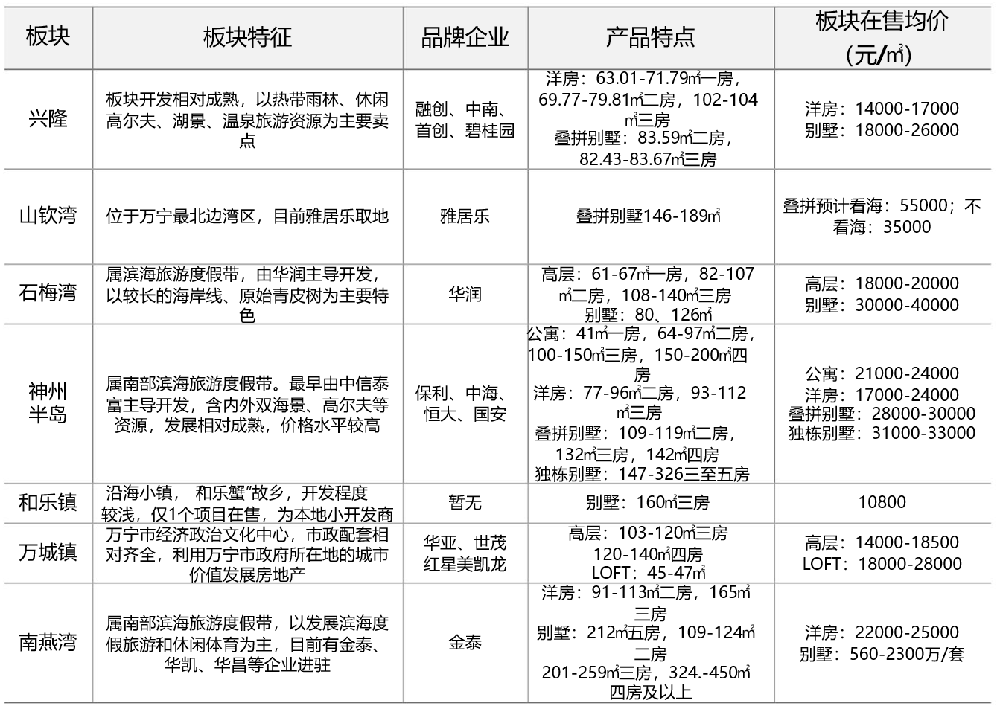 板块
板块特征
品牌企业
产品特点
板块在售均价
（元/㎡）
兴隆
板块开发相对成熟，以热带雨林、休闲
高尔夫、湖景、温泉旅游资源为主要卖
点
融创、中南、
首创、碧桂园
洋房：63.01-71.79㎡一房，
69.77-79.81㎡二房，102-104
㎡三房
叠拼别墅：83.59㎡二房，
82.43-83.67㎡三房
洋房：14000-17000
别墅：18000-26000
山钦湾
位于万宁最北边湾区，目前雅居乐取地
雅居乐
叠拼别墅146-189㎡
叠拼预计看海：55000；不
看海：35000
石梅湾
属滨海旅游度假带，由华润主导开发，
以较长的海岸线、原始青皮树为主要特
色
华润
高层：61-67㎡一房，82-107
㎡二房，108-140㎡三房
别墅：80、126㎡
高层：18000-20000
别墅：30000-40000
神州
半岛
属南部滨海旅游度假带。最早由中信泰
富主导开发，含内外双海景、高尔夫等
资源，发展相对成熟，价格水平较高
保利、中海、
恒大、国安
公寓：41㎡一房，64-97㎡二房，
100-150㎡三房，150-200㎡四
房
洋房：77-96㎡二房，93-112
㎡三房
叠拼别墅：109-119㎡二房，
132㎡三房，142㎡四房
独栋别墅：147-326三至五房
公寓：21000-24000
洋房：17000-24000
叠拼别墅：28000-30000
独栋别墅：31000-33000
和乐镇
沿海小镇，“和乐蟹”故乡，开发程度
较浅，仅1个项目在售，为本地小开发商
暂无
别墅：160㎡三房
10800
万城镇
万宁市经济政治文化中心，市政配套相
对齐全，利用万宁市政府所在地的城市
价值发展房地产
华亚、世茂
红星美凯龙
高层：103-120㎡三房
120-140㎡四房
LOFT：45-47㎡
高层：14000-18500
LOFT：18000-28000
南燕湾
属南部滨海旅游度假带，以发展滨海度
假旅游和休闲体育为主，目前有金泰、
华凯、华昌等企业进驻
金泰
洋房：91-113㎡二房，165㎡
三房
别墅：212㎡五房，109-124㎡
二房
201-259㎡三房，324.-450㎡
四房及以上
洋房：22000-25000
别墅：560-2300万/套